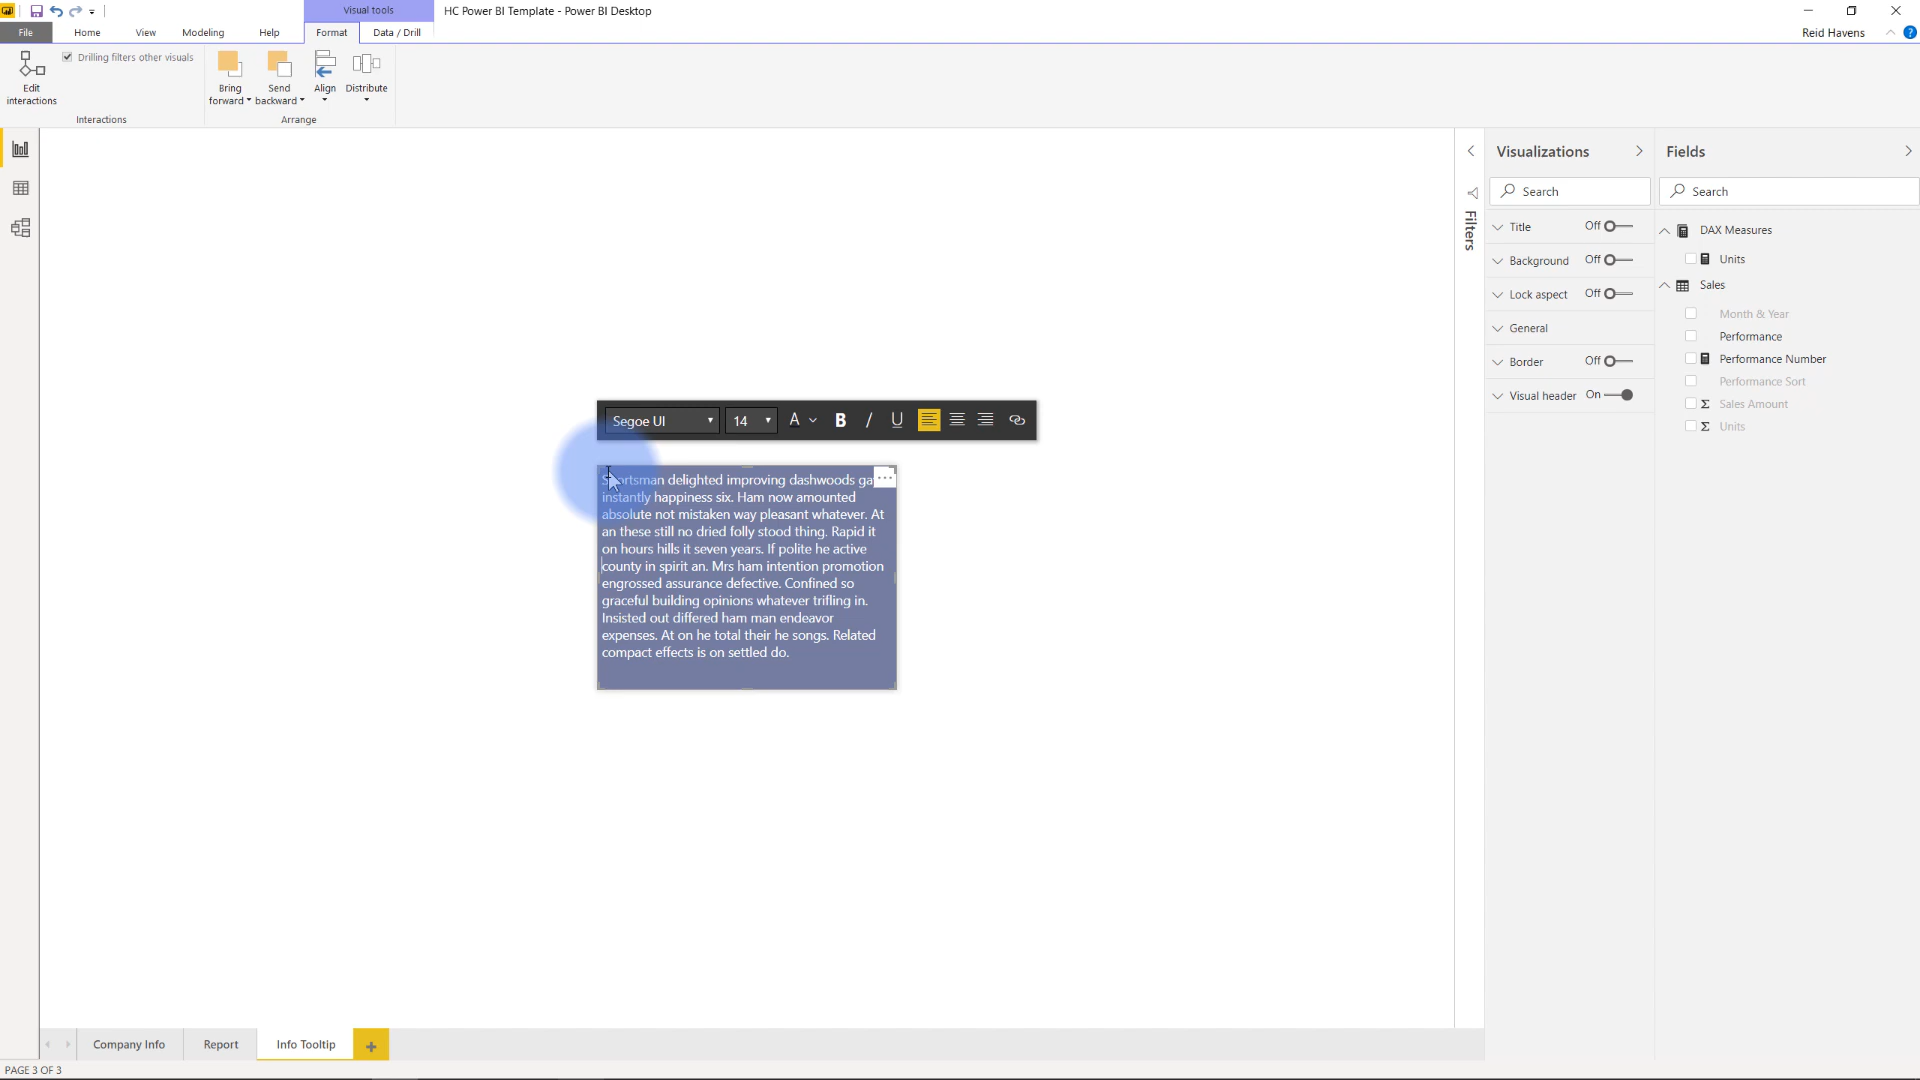 Visual tools
HC Power BI Template - Power BI Desktop
File
Home
View
Modeling
Help
Format
Data / Drill
Reid Havens
?
Edit
interactions
Drilling filters other visuals
Bring
forward
Send
backward
Align
Distribute
Interactions
Arrange
Visualizations
Fields
Search
Search
Filters
Title Off
Background Off
Lock aspect Off
General
Border Off
Visual header On
DAX Measures
Units
Sales
Month & Year
Performance
Performance Number
Performance Sort
Σ Sales Amount
Σ Units
Segoe UI 14 A B I U
Sportsman delighted improving dashwoods ga
instantly happiness six. Ham now amounted
absolute not mistaken way pleasant whatever. At
an these still no dried folly stood thing. Rapid it
on hours hills it seven years. If polite he active
county in spirit an. Mrs ham intention promotion
engrossed assurance defective. Confined so
graceful building opinions whatever trifling in.
Insisted out differed ham man endeavor
expenses. At on he total their he songs. Related
compact effects is on settled do.
Company Info
Report
Info Tooltip
+
PAGE 3 OF 3